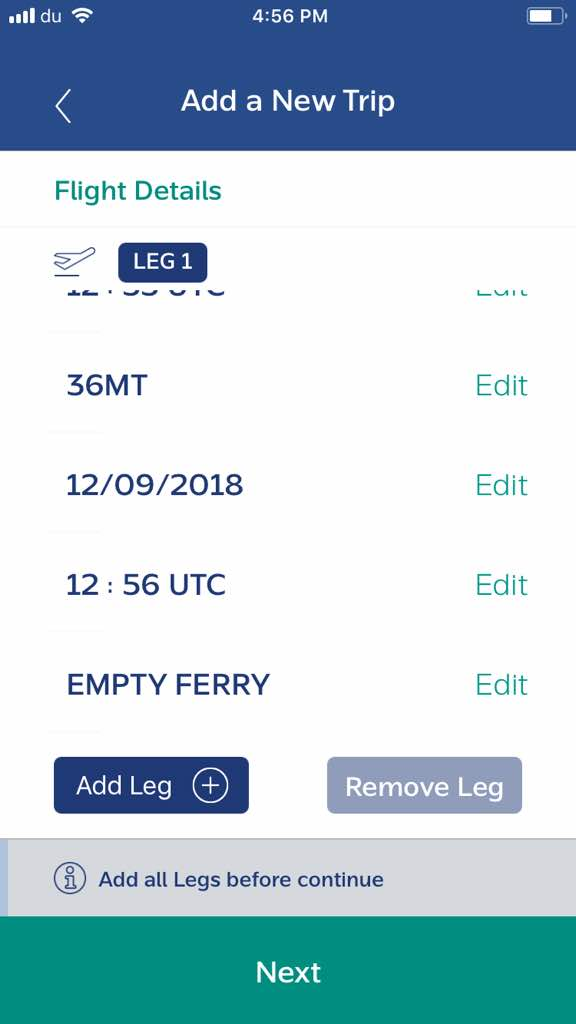 du
4:56 PM
Add a New Trip
Flight Details
LEG 1
36MT
Edit
12/09/2018
Edit
12 : 56 UTC
Edit
EMPTY FERRY
Edit
Add Leg
Remove Leg
Add all Legs before continue
Next